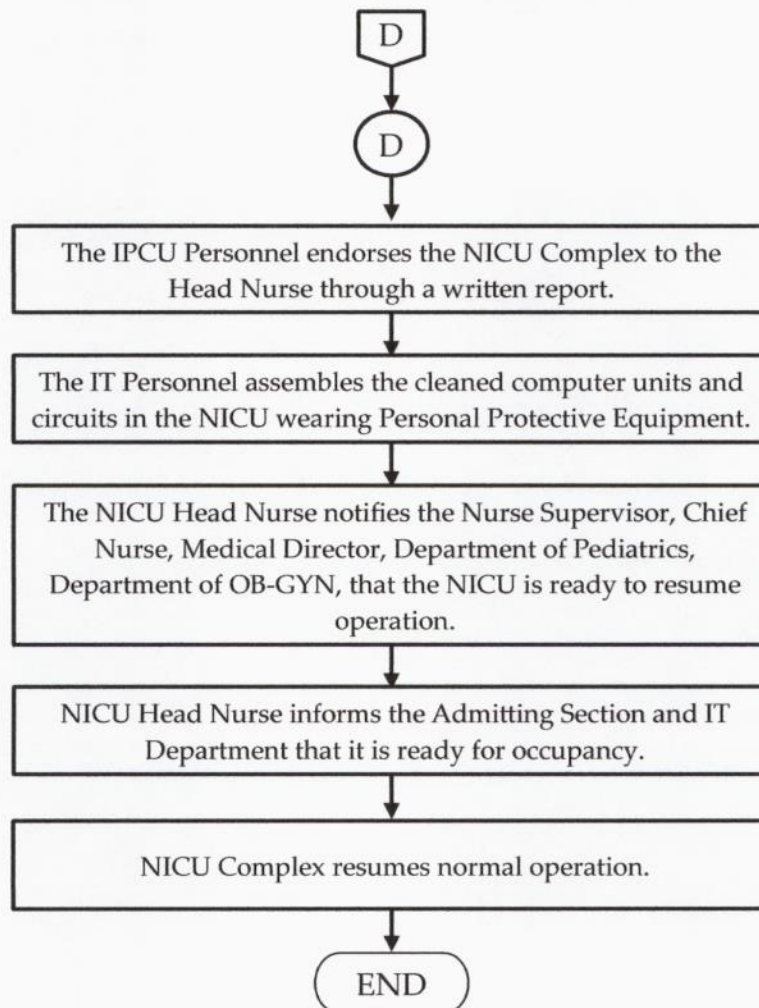 D
D
The IPCU Personnel endorses the NICU Complex to the
Head Nurse through a written report.
The IT Personnel assembles the cleaned computer units and
circuits in the NICU wearing Personal Protective Equipment.
The NICU Head Nurse notifies the Nurse Supervisor, Chief
Nurse, Medical Director, Department of Pediatrics,
Department of OB-GYN, that the NICU is ready to resume
operation.
NICU Head Nurse informs the Admitting Section and IT
Department that it is ready for occupancy.
NICU Complex resumes normal operation.
END